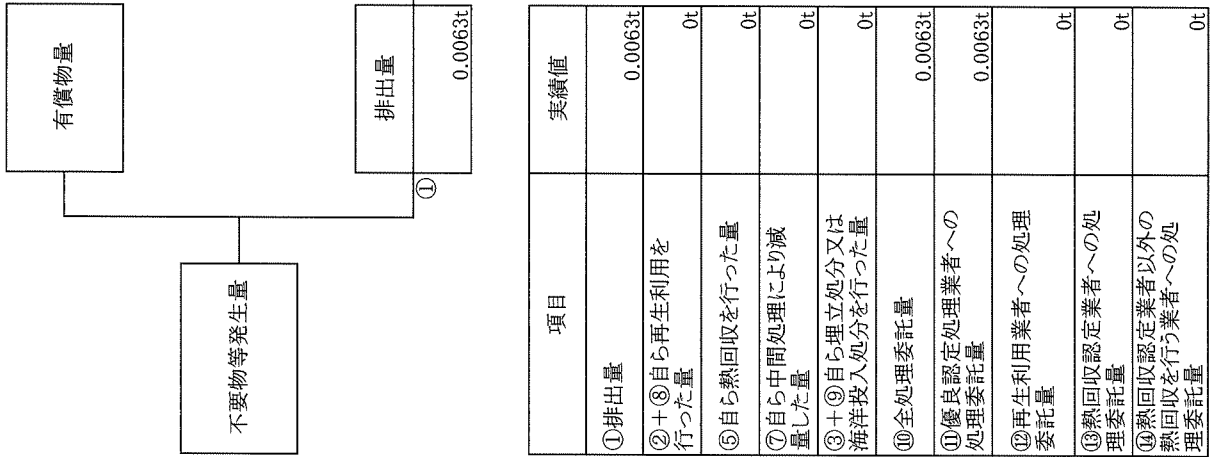 不要物等発生量
有償物量
①
排出量
0.0063t
項目 実績値
①排出量 0.0063t
②+⑧自ら再生利用を
行った量 0t
⑤自ら熱回収を行った量 0t
⑦自ら中間処理により減
量した量 0t
③+⑨自ら埋立処分又は
海洋投入処分を行った量 0t
⑩全処理委託量 0.0063t
⑪優良認定処理業者への
処理委託量 0.0063t
⑫再生利用業者への処理
委託量 0t
⑬熱回収認定業者への処
理委託量 0t
⑭熱回収認定業者以外の
熱回収を行う業者への処
理委託量 0t